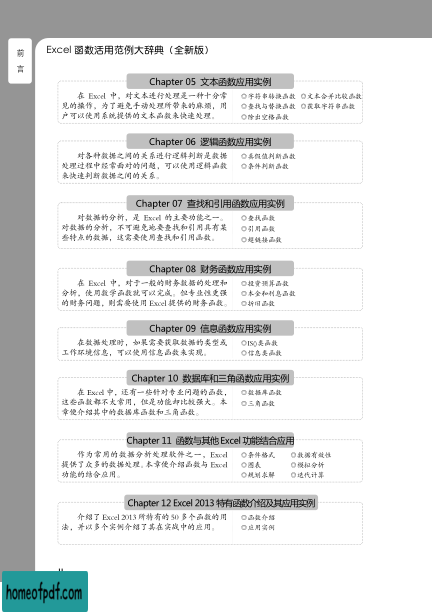 前
言
Excel 函数活用范例大辞典（全新版）
Chapter 05 文本函数应用实例
在 Excel 中，对文本进行处理是一种十分常
见的操作，为了避免手动处理所带来的麻烦，用
户可以使用系统提供的文本函数来快速处理。
◎字符串转换函数 ◎文本合并比较函数
◎查找与替换函数 ◎获取字符串函数
◎除出空格函数
Chapter 06 逻辑函数应用实例
对各种数据之间的关系进行逻辑判断是数据
处理过程中经常面对的问题，可以使用逻辑函数
来快速判断数据之间的关系。
◎真假值判断函数
◎条件判断函数
Chapter 07 查找和引用函数应用实例
对数据的分析，是 Excel 的主要功能之一。
对数据的分析，不可避免地要查找和引用具有某
些特点的数据，这需要使用查找和引用函数。
◎查找函数
◎引用函数
◎超链接函数
Chapter 08 财务函数应用实例
在 Excel 中，对于一般的财务数据的处理和
分析，使用数学函数就可以完成。但专业性更强
的财务问题，则需要使用 Excel 提供的财务函数。
◎投资预算函数
◎本金和利息函数
◎折旧函数
Chapter 09 信息函数应用实例
在数据处理时，如果需要获取数据的类型或
工作环境信息，可以使用信息函数来实现。
◎IS()类函数
◎信息类函数
Chapter 10 数据库和三角函数应用实例
在 Excel 中，还有一些针对专业问题的函数，
这些函数都不太常用，但是功能却比较强大。本
章使介绍其中的数据库函数和三角函数。
◎数据库函数
◎三角函数
Chapter 11 函数与其他 Excel 功能结合应用
作为常用的数据分析处理软件之一，Excel
提供了众多的数据处理。本章使介绍函数与 Excel
功能的结合应用。
◎条件格式 ◎数据有效性
◎图表 ◎模拟分析
◎规划求解 ◎迭代计算
Chapter 12 Excel 2013 特有函数介绍及其应用实例
介绍了 Excel 2013 所特有的 50 多个函数的用
法，并以多个实例介绍了其在实战中的应用。
◎函数介绍
◎应用实例
homeofpdf.com